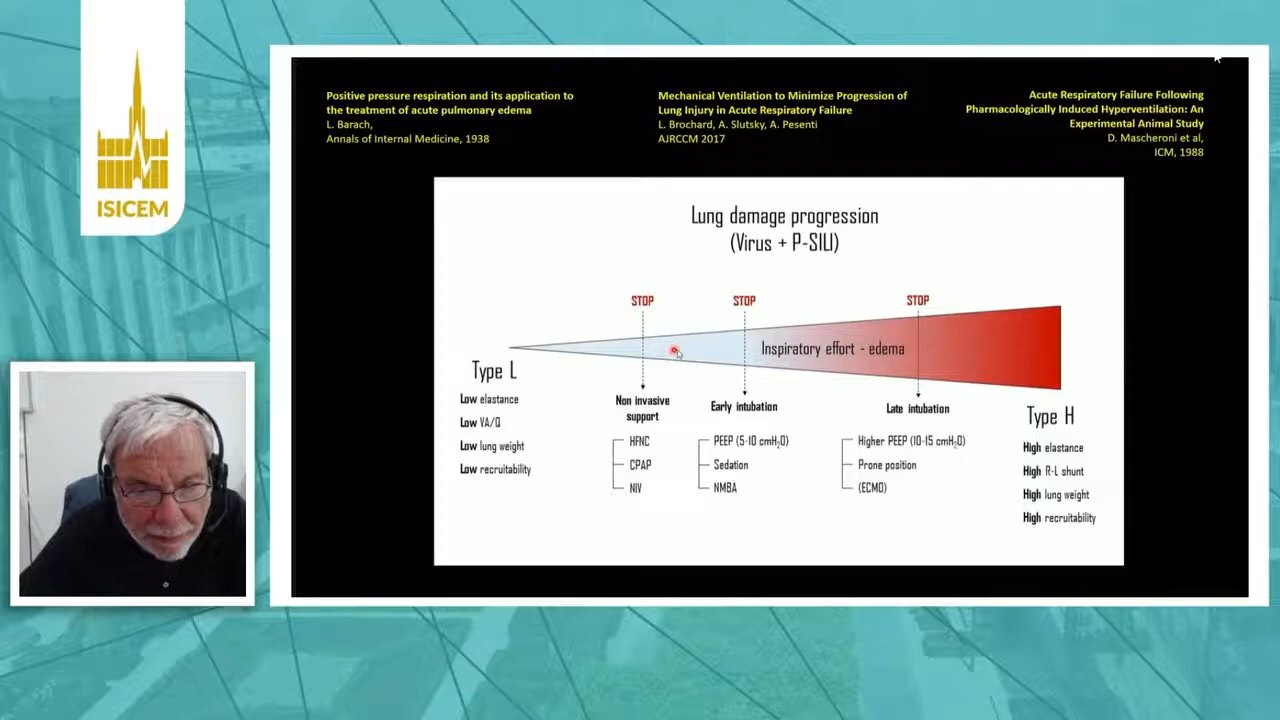 ISICEM
Positive pressure respiration and its application to
the treatment of acute pulmonary edema
L. Barach,
Annals of Internal Medicine, 1938
Mechanical Ventilation to Minimize Progression of
Lung Injury in Acute Respiratory Failure
L. Brochard, A. Slutsky, A. Pesenti
AJRCCM 2017
Acute Respiratory Failure Following
Pharmacologically Induced Hyperventilation: An
Experimental Animal Study
D. Mascheroni et al,
ICM, 1988
Lung damage progression
(Virus + P-SILI)
STOP
STOP
STOP
Inspiratory effort - edema
Type L
Low elastance
Low VA/Q
Low lung weight
Low recruitability
Non invasive
support
HFNC
CPAP
NIV
Early intubation
PEEP (5-10 cmH₂O)
Sedation
NMBA
Late intubation
Higher PEEP (10-15 cmH₂O)
Prone position
(ECMO)
Type H
High elastance
High R-L shunt
High lung weight
High recruitability